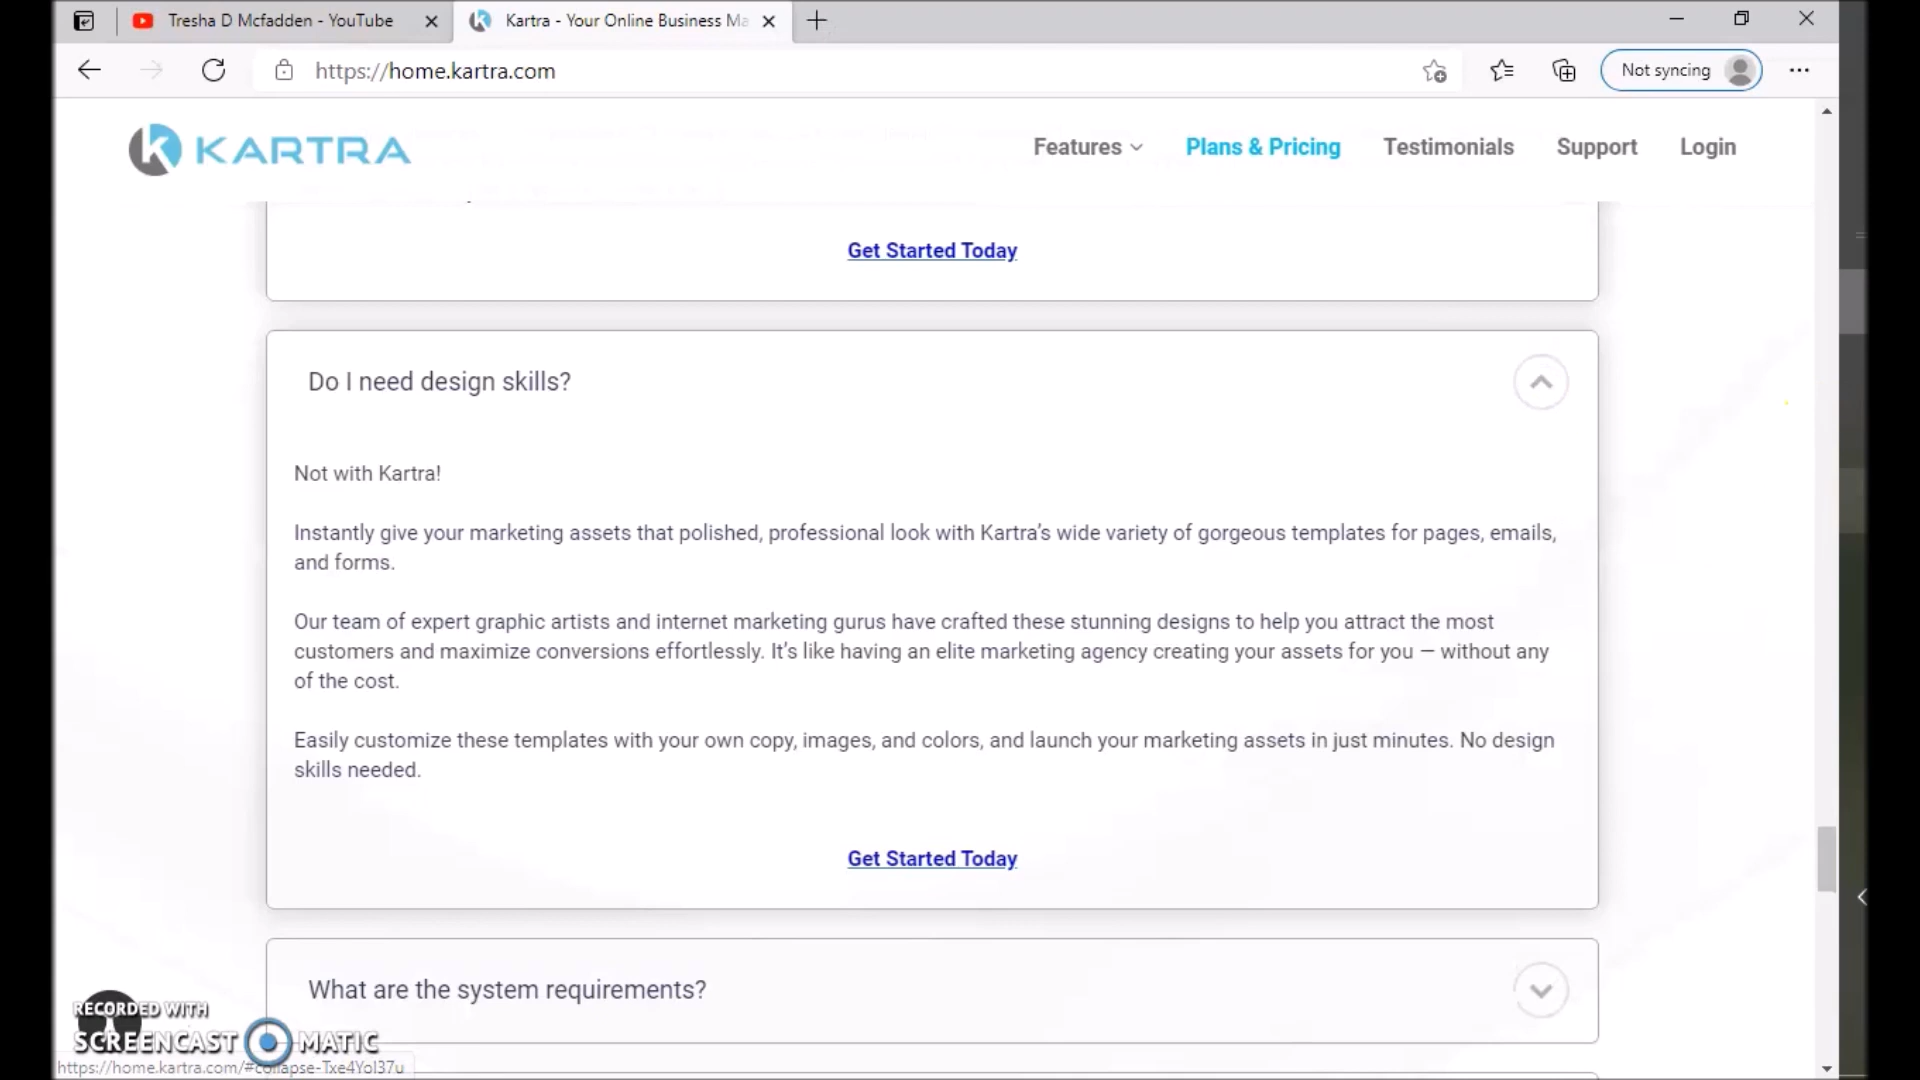 Tresha D Mcfadden - YouTube
Kartra - Your Online Business Ma
https://home.kartra.com
Not syncing
KARTRA
Features
Plans & Pricing
Testimonials
Support
Login
Get Started Today
Do I need design skills?
Not with Kartra!
Instantly give your marketing assets that polished, professional look with Kartra’s wide variety of gorgeous templates for pages, emails,
and forms.
Our team of expert graphic artists and internet marketing gurus have crafted these stunning designs to help you attract the most
customers and maximize conversions effortlessly. It’s like having an elite marketing agency creating your assets for you — without any
of the cost.
Easily customize these templates with your own copy, images, and colors, and launch your marketing assets in just minutes. No design
skills needed.
Get Started Today
What are the system requirements?
RECORDED WITH
SCREENCAST MATIC
https://home.kartra.com/#collapse-Txe4Yol37u